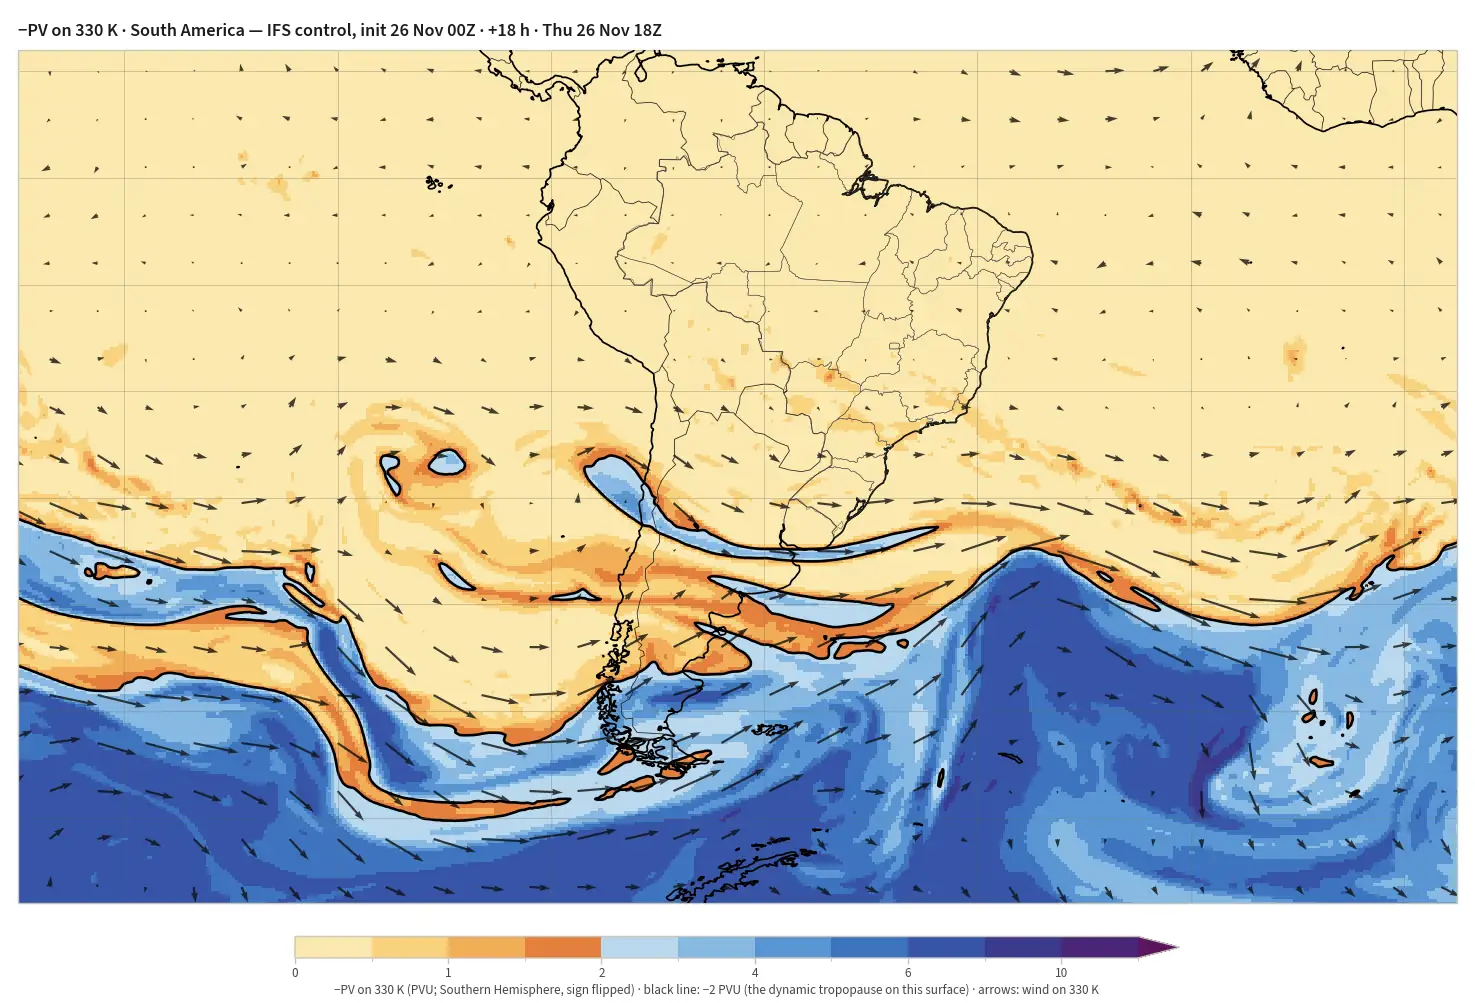 −PV on 330 K · South America — IFS control, init 26 Nov 00Z · +18 h · Thu 26 Nov 18Z
0 1 2 4 6 10
−PV on 330 K (PVU; Southern Hemisphere, sign flipped) · black line: −2 PVU (the dynamic tropopause on this surface) · arrows: wind on 330 K